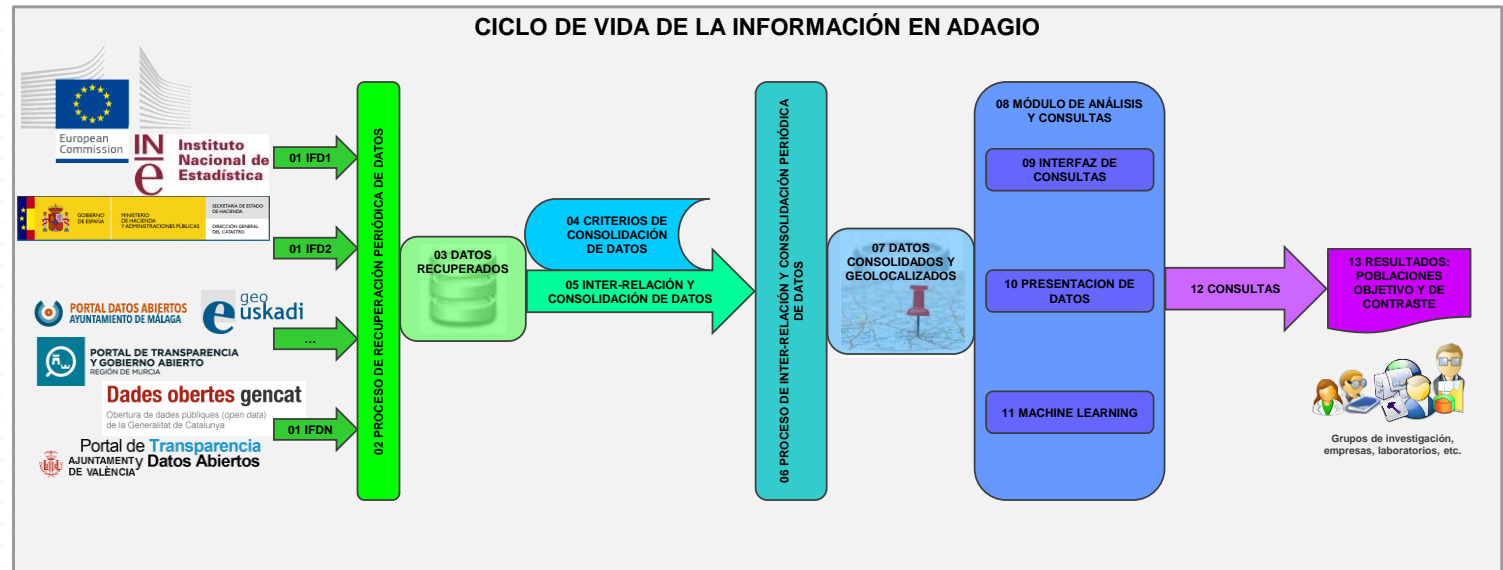 CICLO DE VIDA DE LA INFORMACIÓN EN ADAGIO
European
Commission
INe
Instituto
Nacional de
Estadística
GOBIERNO
DE ESPAÑA
MINISTERIO
DE HACIENDA
Y ADMINISTRACIONES PÚBLICAS
SECRETARÍA DE ESTADO
DE HACIENDA
DIRECCIÓN GENERAL
DEL CATASTRO
PORTAL DATOS ABIERTOS
AYUNTAMIENTO DE MÁLAGA
geo
euskadi
PORTAL DE TRANSPARENCIA
Y GOBIERNO ABIERTO
REGIÓN DE MURCIA
Dades obertes gencat
Obertura de dades públiques (open data)
de la Generalitat de Catalunya
Portal de Transparencia
y Datos Abiertos
AJUNTAMENT
DE VALÈNCIA
01 IFD1
01 IFD2
...
01 IFDN
02 PROCESO DE RECUPERACIÓN PERIÓDICA DE DATOS
03 DATOS
RECUPERADOS
04 CRITERIOS DE
CONSOLIDACIÓN
DE DATOS
05 INTER-RELACIÓN Y
CONSOLIDACIÓN DE DATOS
06 PROCESO DE INTER-RELACIÓN Y CONSOLIDACIÓN PERIÓDICA
DE DATOS
07 DATOS
CONSOLIDADOS Y
GEOLOCALIZADOS
08 MÓDULO DE ANÁLISIS
Y CONSULTAS
09 INTERFAZ DE
CONSULTAS
10 PRESENTACION DE
DATOS
11 MACHINE LEARNING
12 CONSULTAS
13 RESULTADOS:
POBLACIONES
OBJETIVO Y DE
CONTRASTE
Grupos de investigación,
empresas, laboratorios, etc.